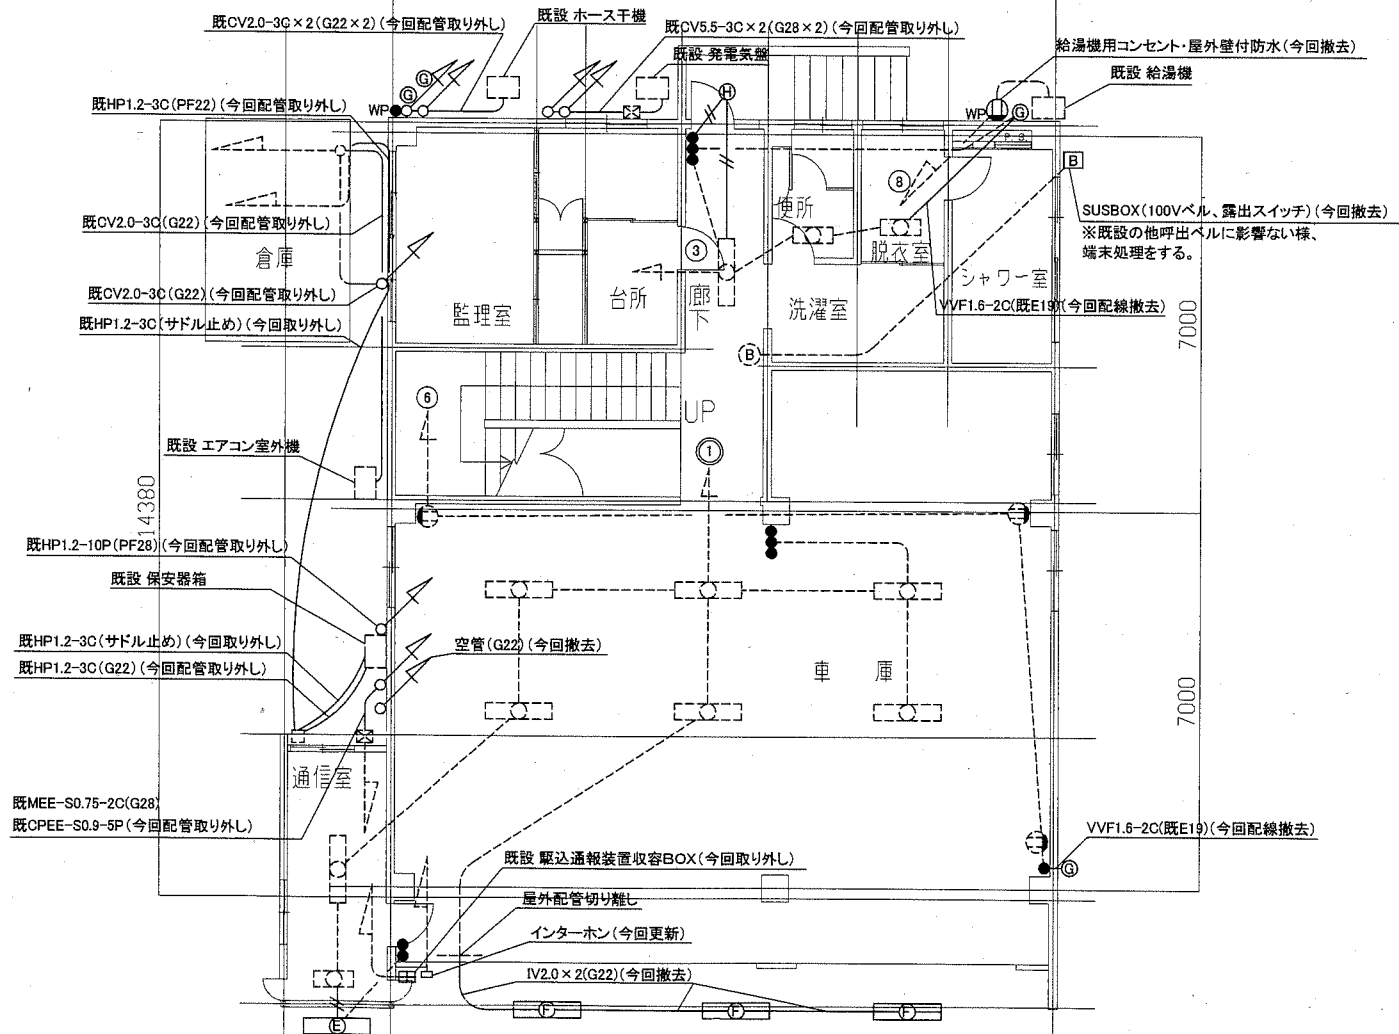 既CV2.0-3C×2(G22×2)(今回配管取り外し)
既設 ホース干機
既CV5.5-3C×2(G28×2)(今回配管取り外し)
既設 発電気盤
給湯機用コンセント・屋外壁付防水(今回撤去)
既設 給湯機
既HP1.2-3C(PF22)(今回配管取り外し)
WP
G
G
H
WP
G
B
8
SUSBOX(100Vベル、露出スイッチ)(今回撤去)
※既設の他呼出ベルに影響ない様、
端末処理をする。
既CV2.0-3C(G22)(今回配管取り外し)
倉庫
便所
脱衣室
シャワー室
3
既CV2.0-3C(G22)(今回配管取り外し)
監理室
台所
廊下
洗濯室
VVF1.6-2C(既E19)(今回配線撤去)
既HP1.2-3C(サドル止め)(今回取り外し)
7000
B
6
UP
既設 エアコン室外機
1
14380
既HP1.2-10P(PF28)(今回配管取り外し)
既設 保安器箱
既HP1.2-3C(サドル止め)(今回取り外し)
空管(G22)(今回撤去)
既HP1.2-3C(G22)(今回配管取り外し)
車庫
7000
通信室
既MEE-S0.75-2C(G28)
既CPEE-S0.9-5P(今回配管取り外し)
VVF1.6-2C(既E19)(今回配線撤去)
G
既設 駆込通報装置収容BOX(今回取り外し)
屋外配管切り離し
インターホン(今回更新)
IV2.0×2(G22)(今回撤去)
F
F
F
E